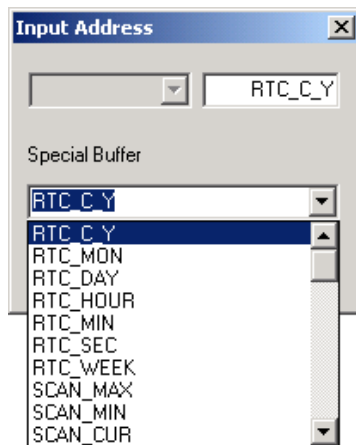 Input Address
RTC_C_Y
Special Buffer
RTC_C_Y
RTC_C_Y
RTC_MON
RTC_DAY
RTC_HOUR
RTC_MIN
RTC_SEC
RTC_WEEK
SCAN_MAX
SCAN_MIN
SCAN_CUR